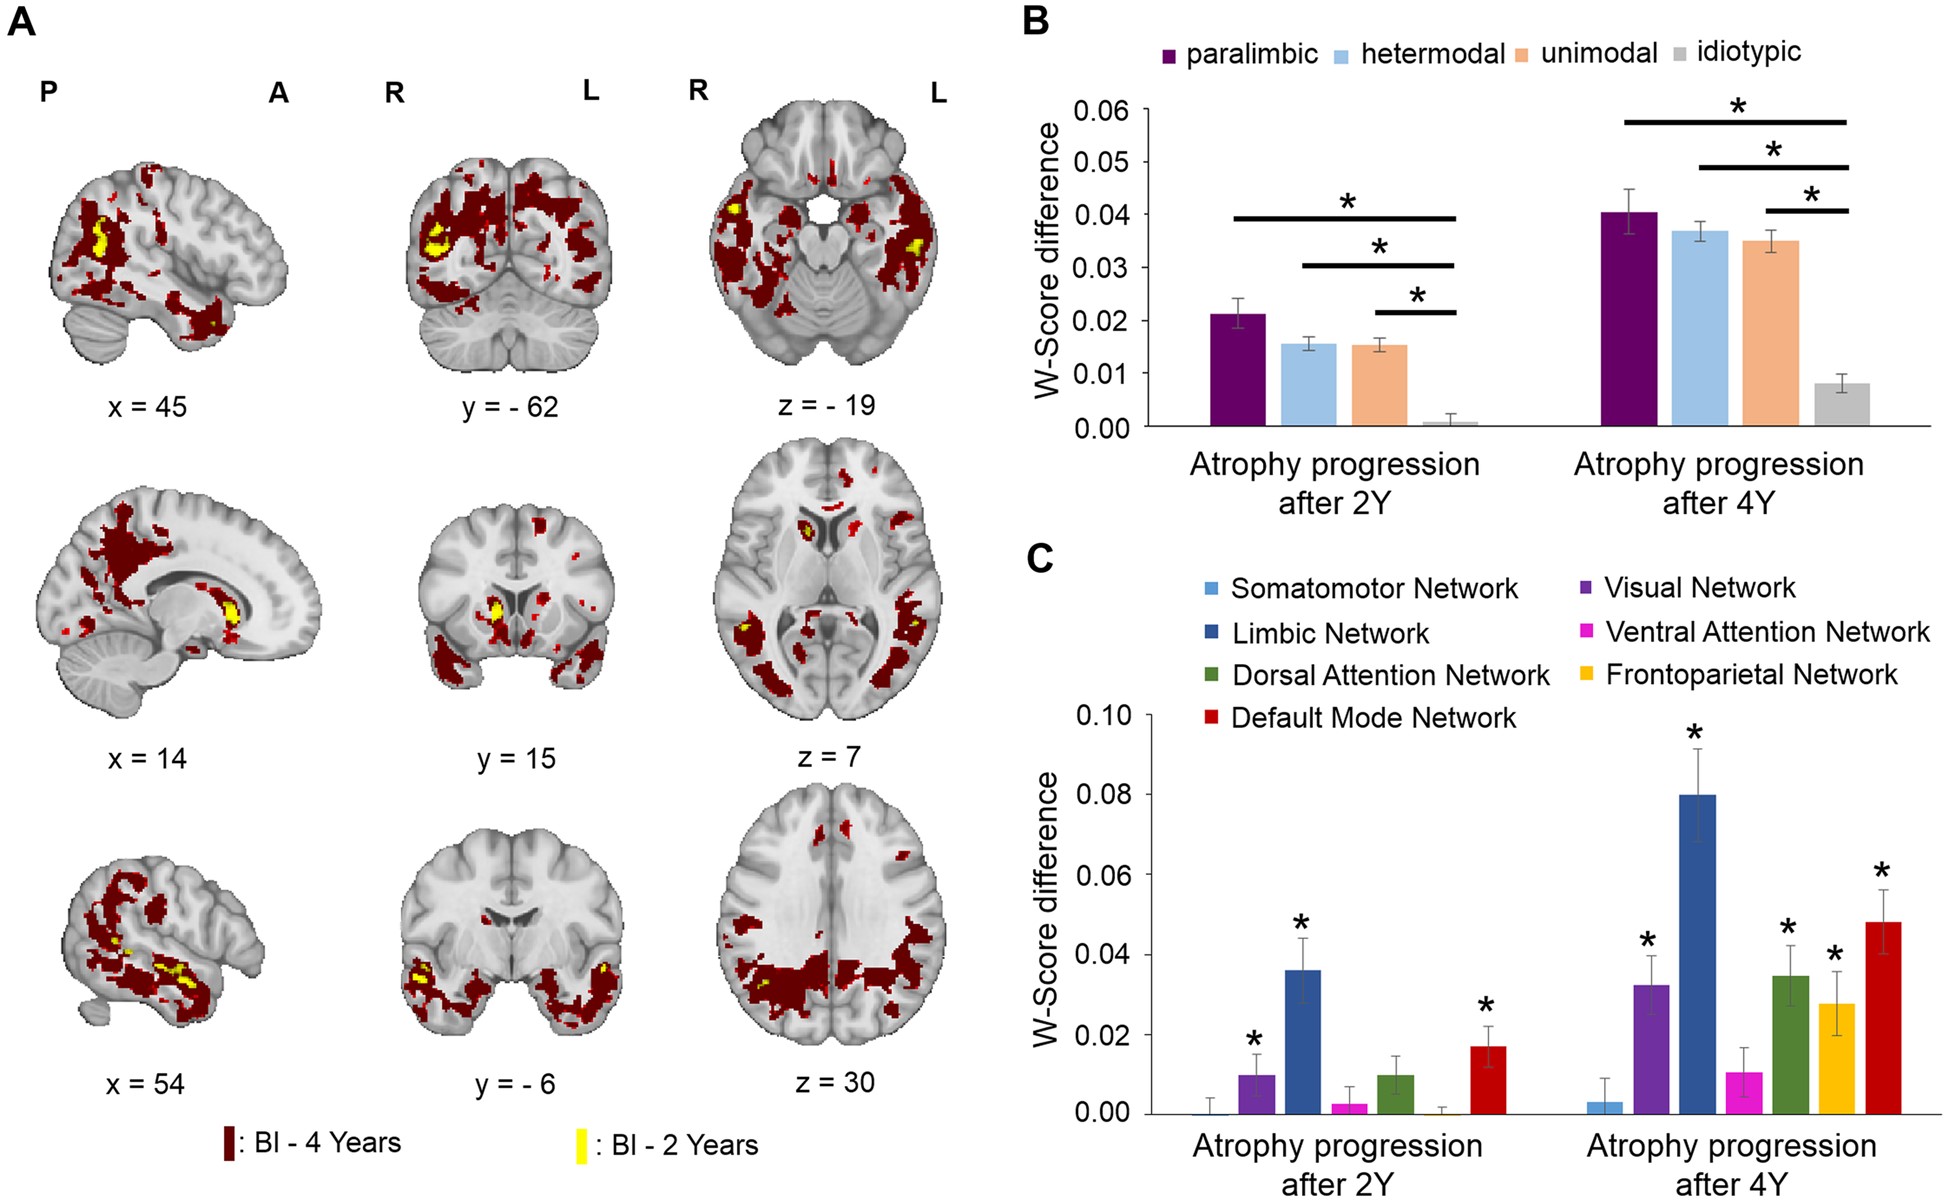 A
P A R L R L
x = 45 y = - 62 z = - 19
x = 14 y = 15 z = 7
x = 54 y = - 6 z = 30
: BI - 4 Years : BI - 2 Years
B
paralimbic hetermodal unimodal idiotypic
W-Score difference
0.06
0.05
0.04
0.03
0.02
0.01
0.00
* * *
* * *
Atrophy progression
after 2Y
Atrophy progression
after 4Y
C
Somatomotor Network Visual Network
Limbic Network Ventral Attention Network
Dorsal Attention Network Frontoparietal Network
Default Mode Network
W-Score difference
0.10
0.08
0.06
0.04
0.02
0.00
* * *
* * * * *
Atrophy progression
after 2Y
Atrophy progression
after 4Y